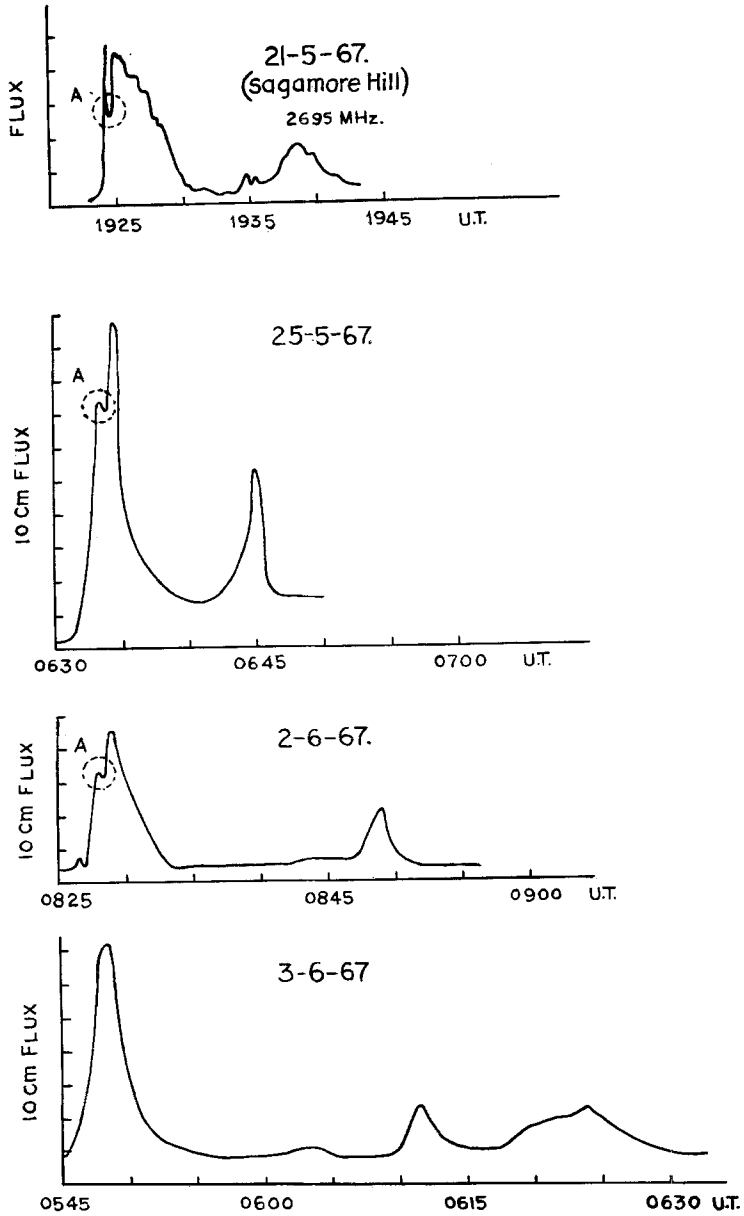 21-5-67.
(Sagamore Hill)
2695 MHz.
A
FLUX
1925 1935 1945 U.T.
25-5-67.
A
10 Cm FLUX
0630 0645 0700 U.T.
2-6-67.
A
10 Cm FLUX
0825 0845 0900 U.T.
3-6-67
10 Cm FLUX
0545 0600 0615 0630 U.T.